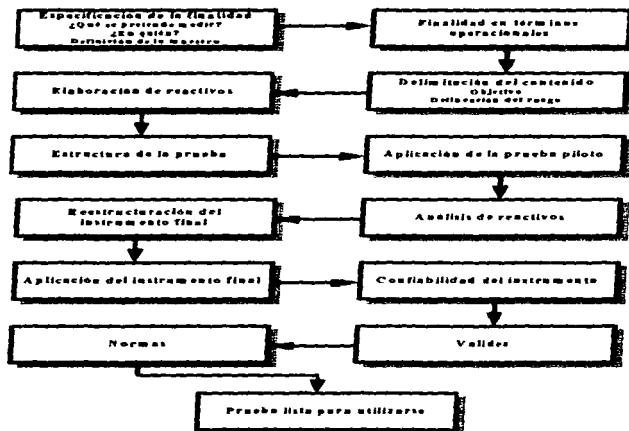 Especificación de la finalidad
¿Qué se pretende medir?
¿En quién?
Definición de la muestra
Finalidad en términos
operacionales
Delimitación del contenido
Objetivo
Delineación del rasgo
Elaboración de reactivos
Estructura de la prueba
Aplicación de la prueba piloto
Análisis de reactivos
Reestructuración del
instrumento final
Aplicación del instrumento final
Confiabilidad del instrumento
Validez
Normas
Prueba lista para utilizarse